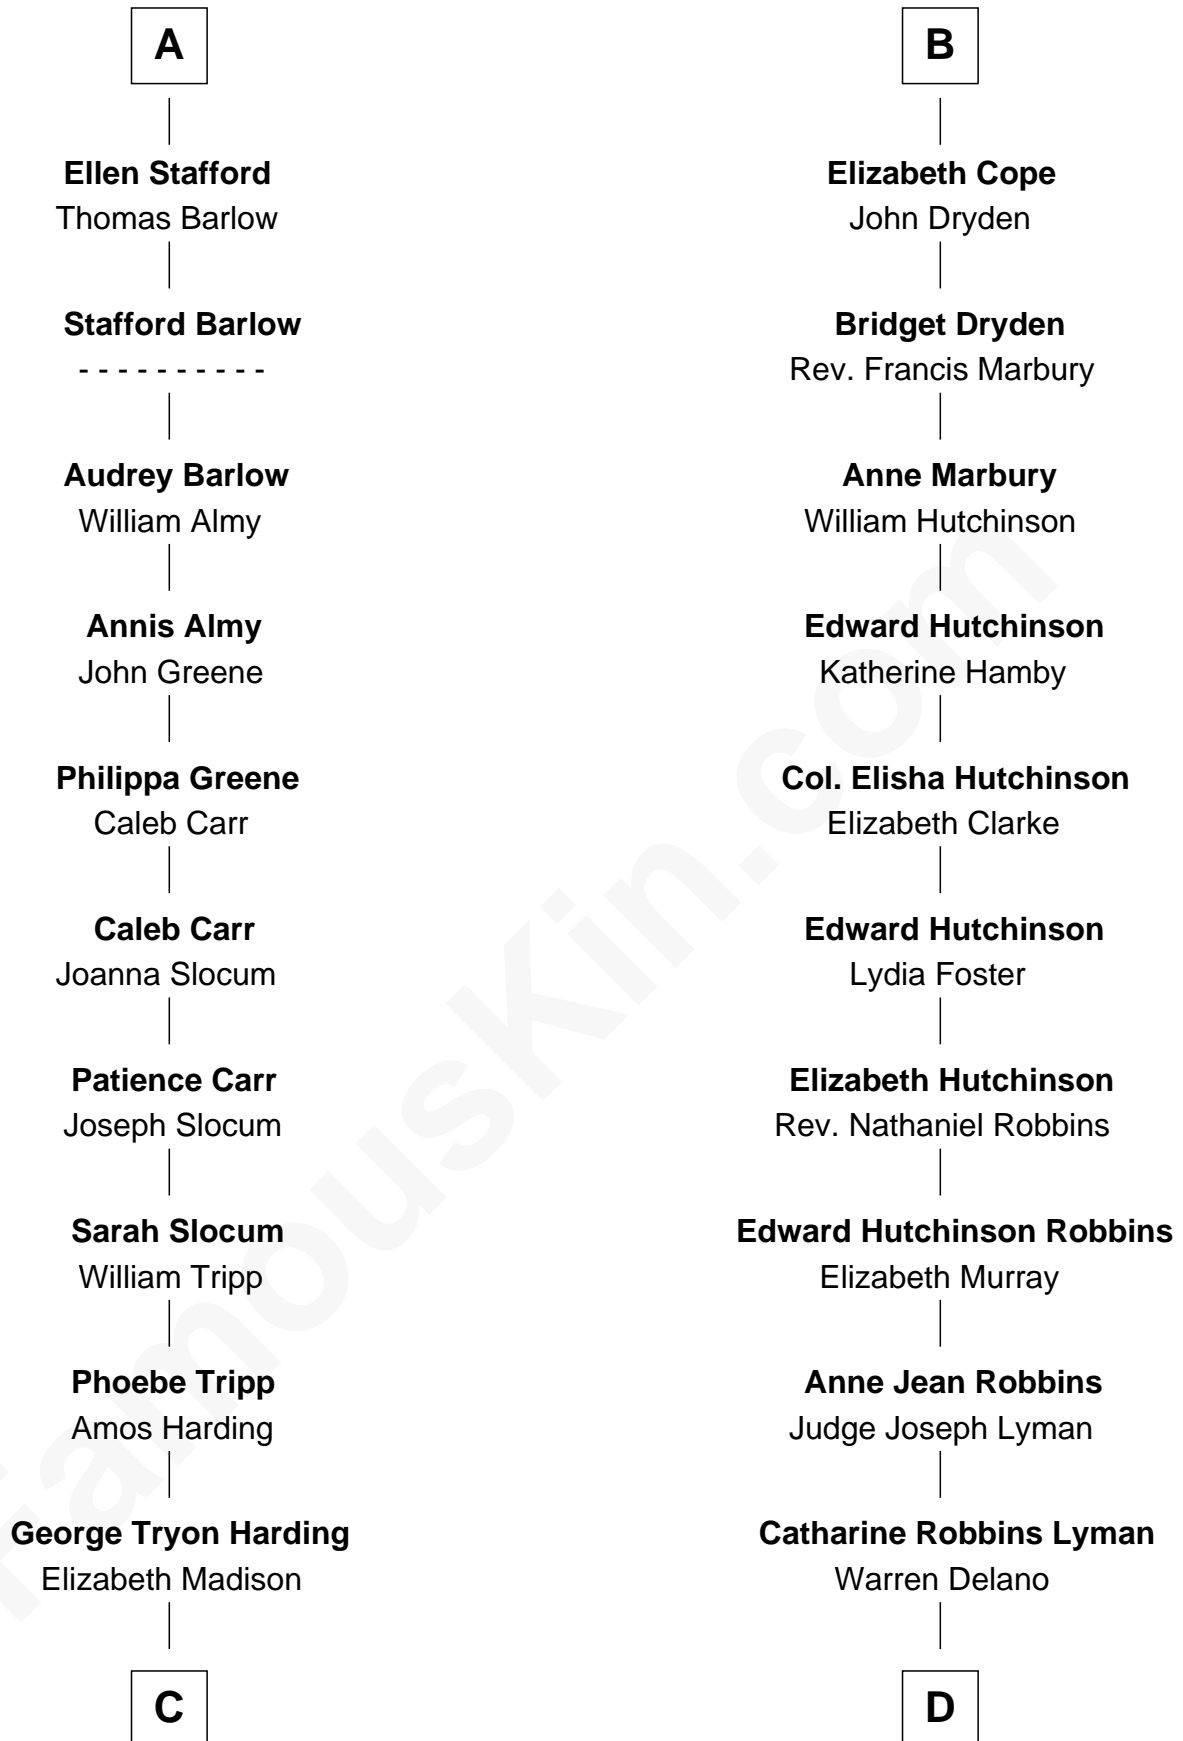 A
Ellen Stafford
Thomas Barlow
Stafford Barlow
- - - - - - - - - -
Audrey Barlow
William Almy
Annis Almy
John Greene
Philippa Greene
Caleb Carr
Caleb Carr
Joanna Slocum
Patience Carr
Joseph Slocum
Sarah Slocum
William Tripp
Phoebe Tripp
Amos Harding
George Tryon Harding
Elizabeth Madison
C
B
Elizabeth Cope
John Dryden
Bridget Dryden
Rev. Francis Marbury
Anne Marbury
William Hutchinson
Edward Hutchinson
Katherine Hamby
Col. Elisha Hutchinson
Elizabeth Clarke
Edward Hutchinson
Lydia Foster
Elizabeth Hutchinson
Rev. Nathaniel Robbins
Edward Hutchinson Robbins
Elizabeth Murray
Anne Jean Robbins
Judge Joseph Lyman
Catharine Robbins Lyman
Warren Delano
D
FamousKin.com